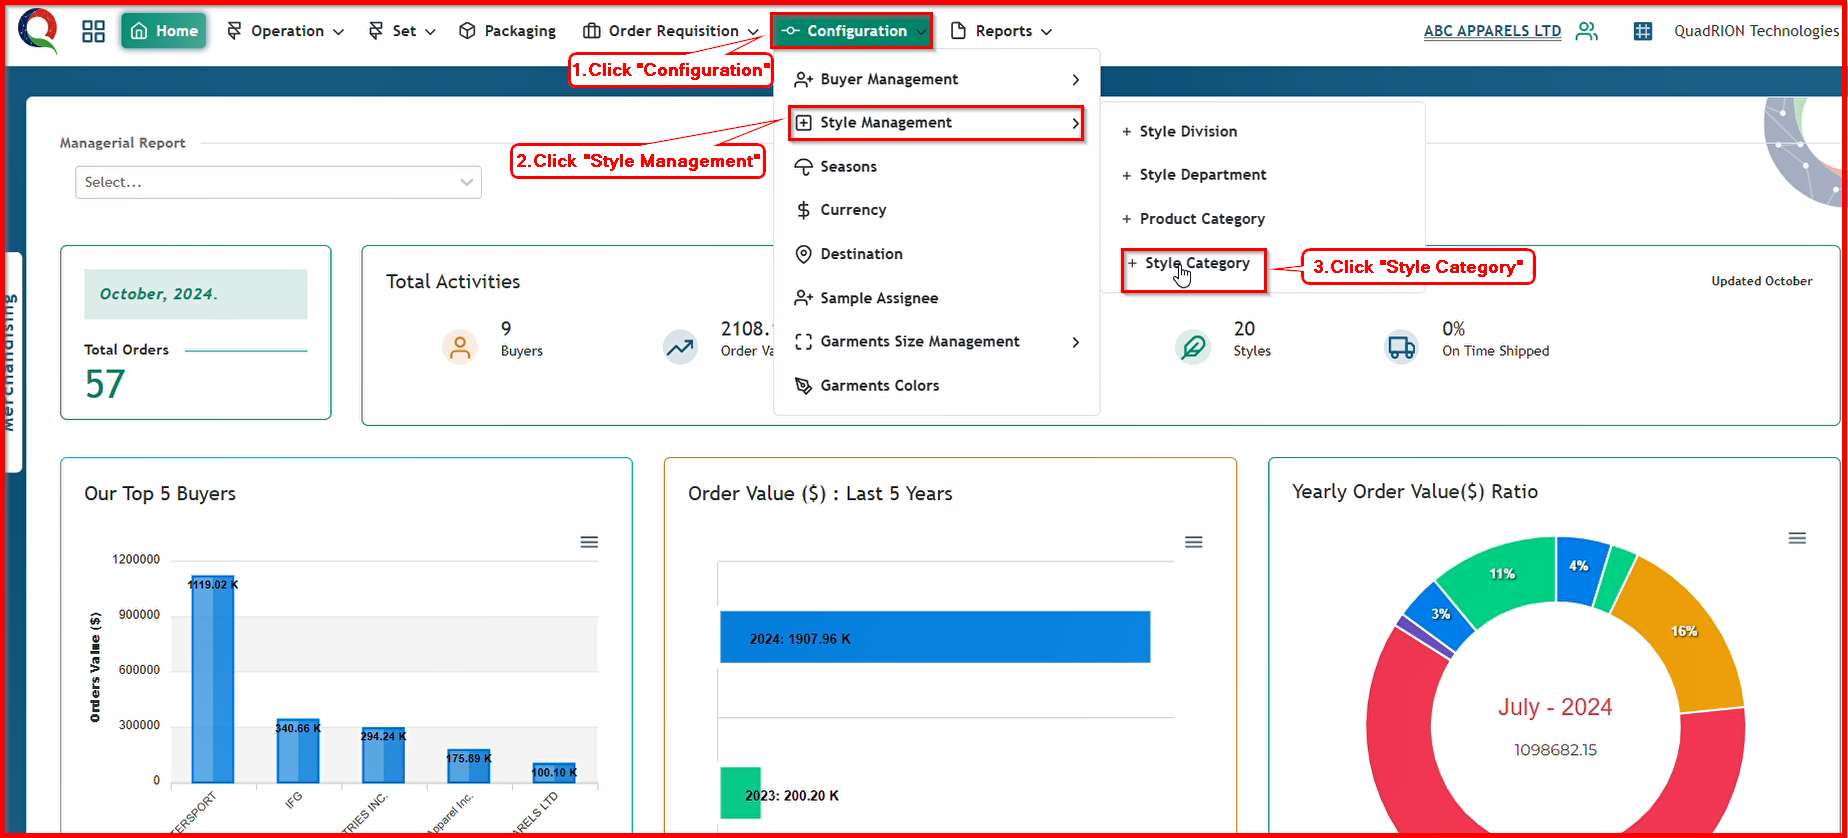 Home
Operation
Set
Packaging
Order Requisition
Configuration
Reports
ABC APPARELS LTD
QuadRION Technologies
1.Click "Configuration"
Buyer Management
Style Management
Seasons
Currency
Destination
Sample Assignee
Garments Size Management
Garments Colors
2.Click "Style Management"
+ Style Division
+ Style Department
+ Product Category
+ Style Category
3.Click "Style Category"
Merchandising
Managerial Report
Select...
October, 2024.
Total Orders
57
Total Activities
Updated October
9
Buyers
2108.
Order Va
20
Styles
0%
On Time Shipped
Our Top 5 Buyers
Orders Value ($)
1200000
900000
600000
300000
0
1119.02 K
340.66 K
294.24 K
175.89 K
100.10 K
TERSPORT
IFG
TRIES INC.
Apparel Inc.
ARELS LTD
Order Value ($) : Last 5 Years
2024: 1907.96 K
2023: 200.20 K
Yearly Order Value($) Ratio
4%
16%
11%
3%
July - 2024
1098682.15